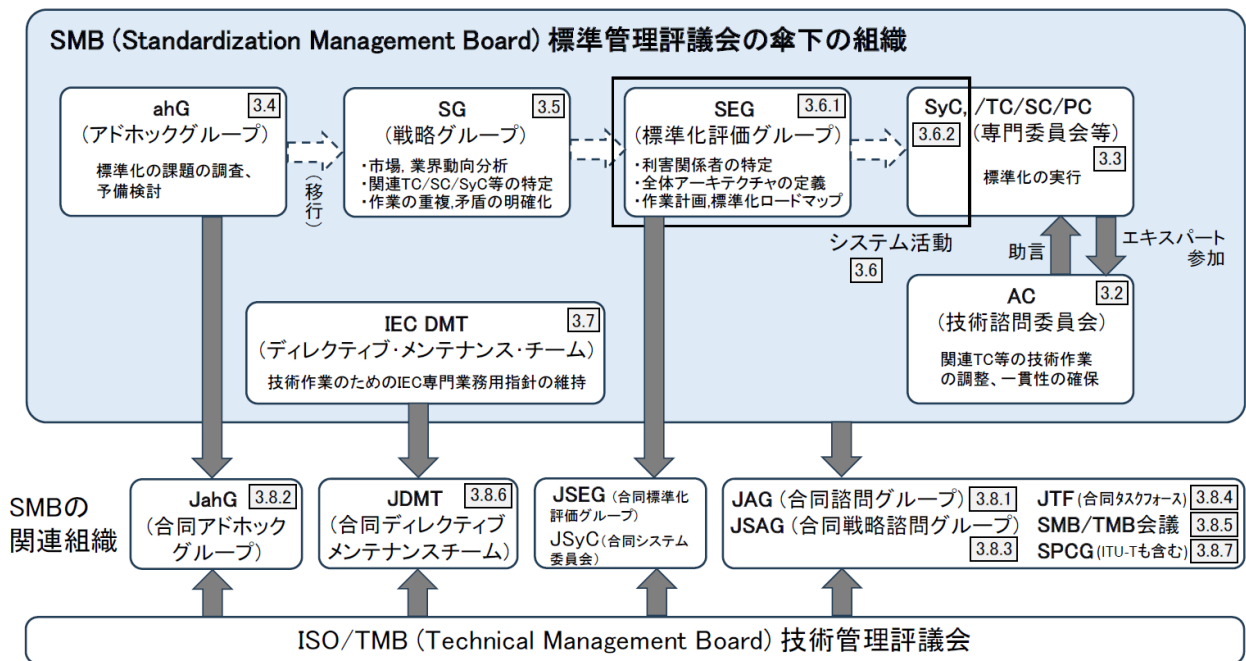 SMB (Standardization Management Board) 標準管理評議会の傘下の組織
ahG
3.4
(アドホックグループ)
標準化の課題の調査、
予備検討
(移行)
SG
3.5
(戦略グループ)
・市場, 業界動向分析
・関連TC/SC/SyC等の特定
・作業の重複,矛盾の明確化
SEG
3.6.1
(標準化評価グループ)
・利害関係者の特定
・全体アーキテクチャの定義
・作業計画,標準化ロードマップ
SyC, /TC/SC/PC
3.6.2
(専門委員会等)
3.3
標準化の実行
システム活動
3.6
助言
エキスパート
参加
AC
3.2
(技術諮問委員会)
関連TC等の技術作業
の調整、一貫性の確保
IEC DMT
3.7
(ディレクティブ・メンテナンス・チーム)
技術作業のためのIEC専門業務用指針の維持
SMBの
関連組織
JahG
3.8.2
(合同アドホック
グループ)
JDMT
3.8.6
(合同ディレクティブ
メンテナンスチーム)
JSEG (合同標準化
評価グループ)
JSyC(合同システム
委員会)
JAG (合同諮問グループ) 3.8.1
JSAG (合同戦略諮問グループ)
3.8.3
JTF(合同タスクフォース) 3.8.4
SMB/TMB会議 3.8.5
SPCG(ITU-Tも含む) 3.8.7
ISO/TMB (Technical Management Board) 技術管理評議会